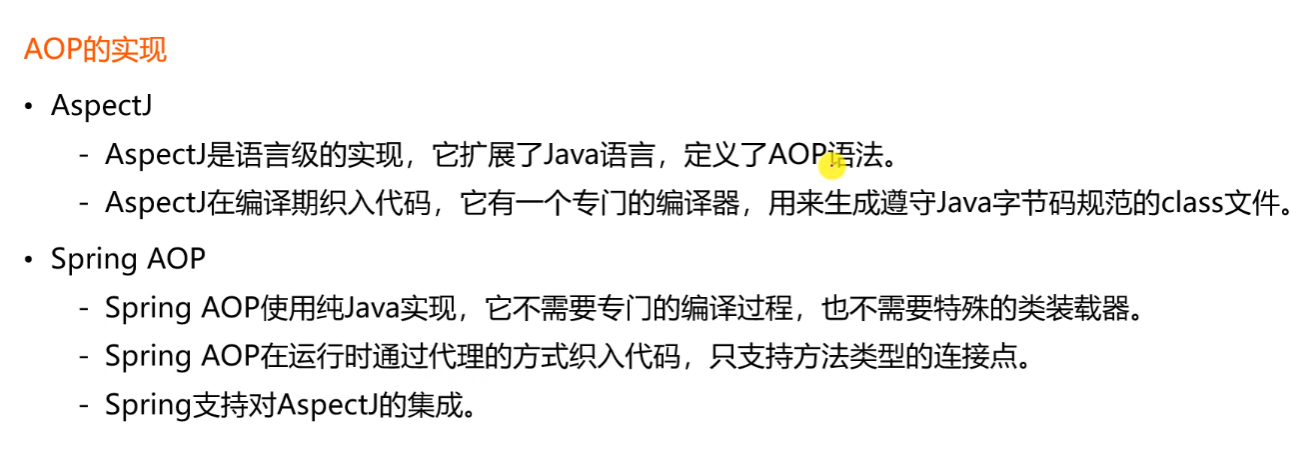 AOP的实现
• AspectJ
- AspectJ是语言级的实现，它扩展了Java语言，定义了AOP语法。
- AspectJ在编译期织入代码，它有一个专门的编译器，用来生成遵守Java字节码规范的class文件。
• Spring AOP
- Spring AOP使用纯Java实现，它不需要专门的编译过程，也不需要特殊的类装载器。
- Spring AOP在运行时通过代理的方式织入代码，只支持方法类型的连接点。
- Spring支持对AspectJ的集成。